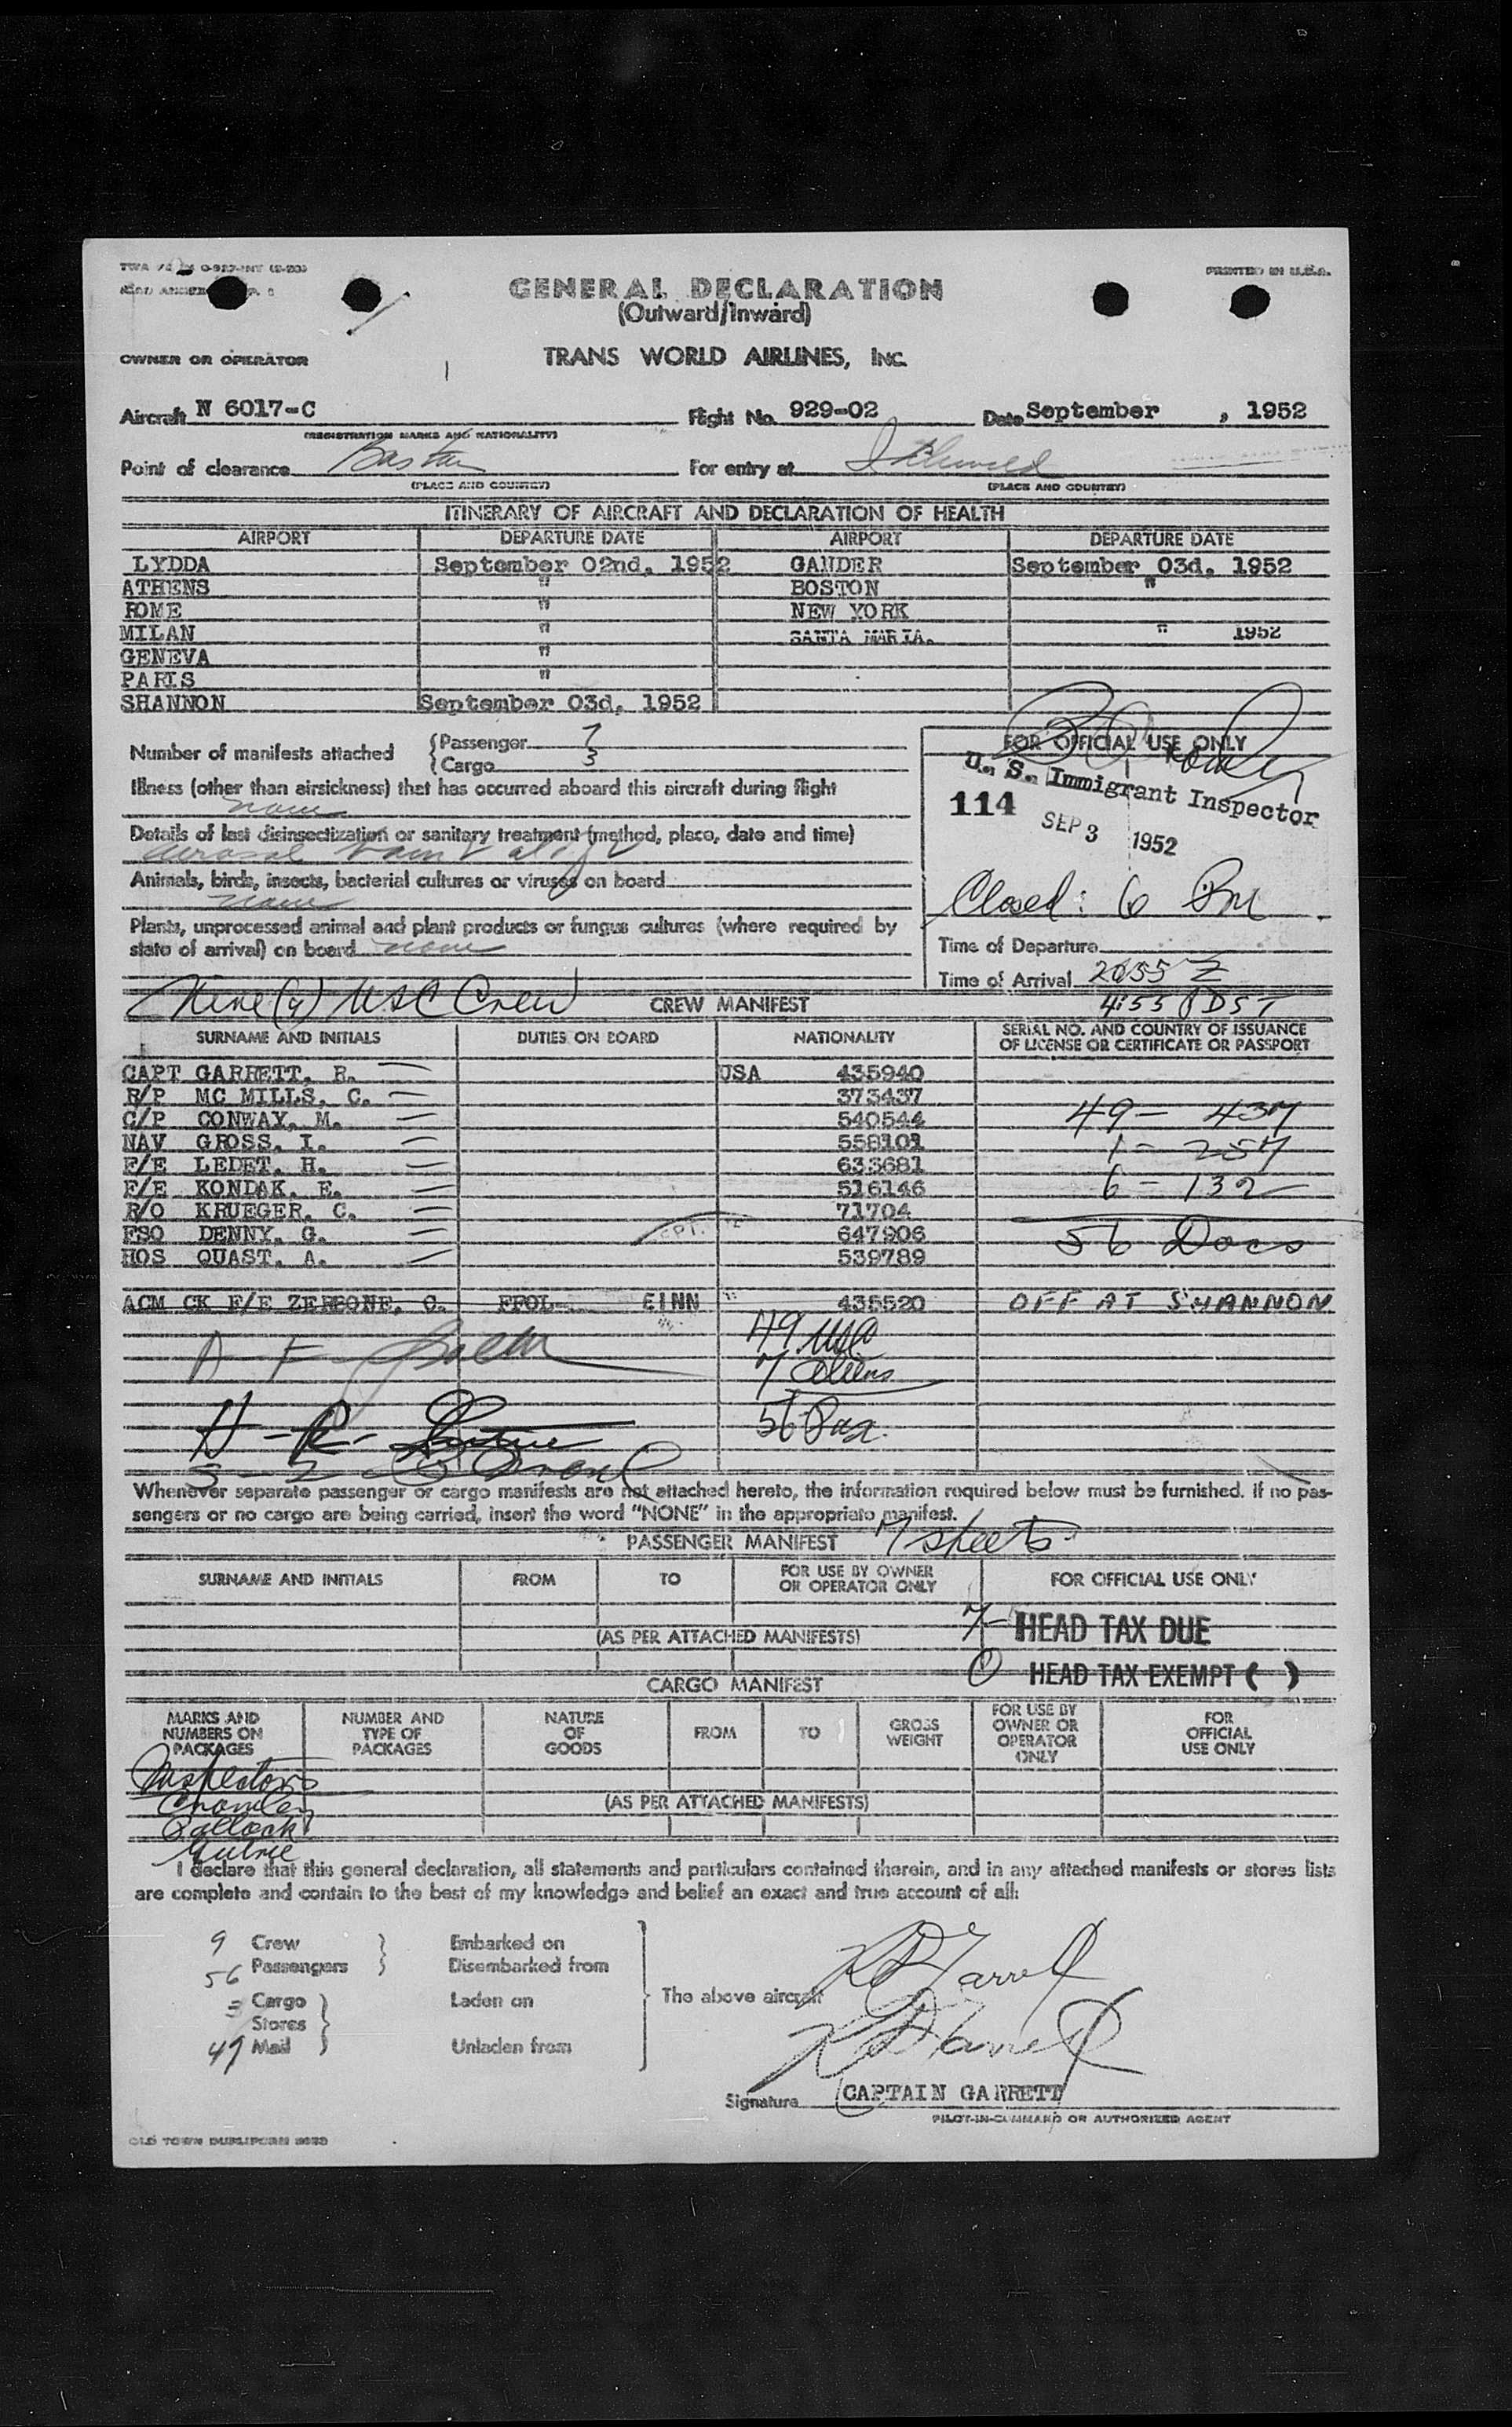 PRINTED IN U.S.A.
GENERAL DECLARATION
(Outward/Inward)
OWNER OR OPERATOR TRANS WORLD AIRLINES, INC.
Aircraft N 6017-C Flight No. 929-02 Date September , 1952
(REGISTRATION MARKS AND NATIONALITY)
Point of clearance Boston For entry at Idlewild
(PLACE AND COUNTRY) (PLACE AND COUNTRY)
ITINERARY OF AIRCRAFT AND DECLARATION OF HEALTH
AIRPORT DEPARTURE DATE AIRPORT DEPARTURE DATE
LYDDA September 02nd, 1952 GANDER September 03d, 1952
ATHENS " BOSTON "
ROME " NEW YORK
MILAN " SANTA MARIA. " 1952
GENEVA "
PARIS "
SHANNON September 03d, 1952
Number of manifests attached
Passenger 7
Cargo 3
FOR OFFICIAL USE ONLY
U. S. Immigrant Inspector
114
SEP 3 1952
Closed: 6 Pm
Time of Departure
Time of Arrival 2055 Z
4:55 P DST
Illness (other than airsickness) that has occurred aboard this aircraft during flight
none
Details of last disinsectization or sanitary treatment (method, place, date and time)
aerosol
Animals, birds, insects, bacterial cultures or viruses on board
none
Plants, unprocessed animal and plant products or fungus cultures (where required by
state of arrival) on board none
Nine (9) USC Crew CREW MANIFEST
SURNAME AND INITIALS DUTIES ON BOARD NATIONALITY SERIAL NO. AND COUNTRY OF ISSUANCE
OF LICENSE OR CERTIFICATE OR PASSPORT
CAPT GARRETT, R. USA 435940
R/P MC MILLS, C. 373437
C/P CONWAY, M. 540544 49 - 437
NAV GROSS, I. 558101 1 - 257
F/E LEDET, H. 633681
F/E KONDAK, E. 516146 6 - 132
R/O KRUEGER, C. 71704
FSO DENNY, G. 647906 56 Docs
HOS QUAST, A. 539789
ACM CK F/E ZERBONE, C. FFOL EINN " 435520 OFF AT SHANNON
49 USC
7 Aliens
56 Pax.
Whenever separate passenger or cargo manifests are not attached hereto, the information required below must be furnished. If no pas-
sengers or no cargo are being carried, insert the word "NONE" in the appropriate manifest.
PASSENGER MANIFEST 7 sheets
SURNAME AND INITIALS FROM TO FOR USE BY OWNER
OR OPERATOR ONLY FOR OFFICIAL USE ONLY
(AS PER ATTACHED MANIFESTS) 7- HEAD TAX DUE
0 HEAD TAX EXEMPT ( )
CARGO MANIFEST
MARKS AND
NUMBERS ON
PACKAGES
NUMBER AND
TYPE OF
PACKAGES
NATURE
OF
GOODS
FROM
TO
GROSS
WEIGHT
FOR USE BY
OWNER OR
OPERATOR
ONLY
FOR
OFFICIAL
USE ONLY
Inspectors
Crowley
Pollock
Gutrie
(AS PER ATTACHED MANIFESTS)
I declare that this general declaration, all statements and particulars contained therein, and in any attached manifests or stores lists
are complete and contain to the best of my knowledge and belief an exact and true account of all:
9 Crew Embarked on
56 Passengers Disembarked from
3 Cargo Laden on The above aircraft
Stores
49 Mail Unladen from
Signature CAPTAIN GARRETT
PILOT-IN-COMMAND OR AUTHORIZED AGENT